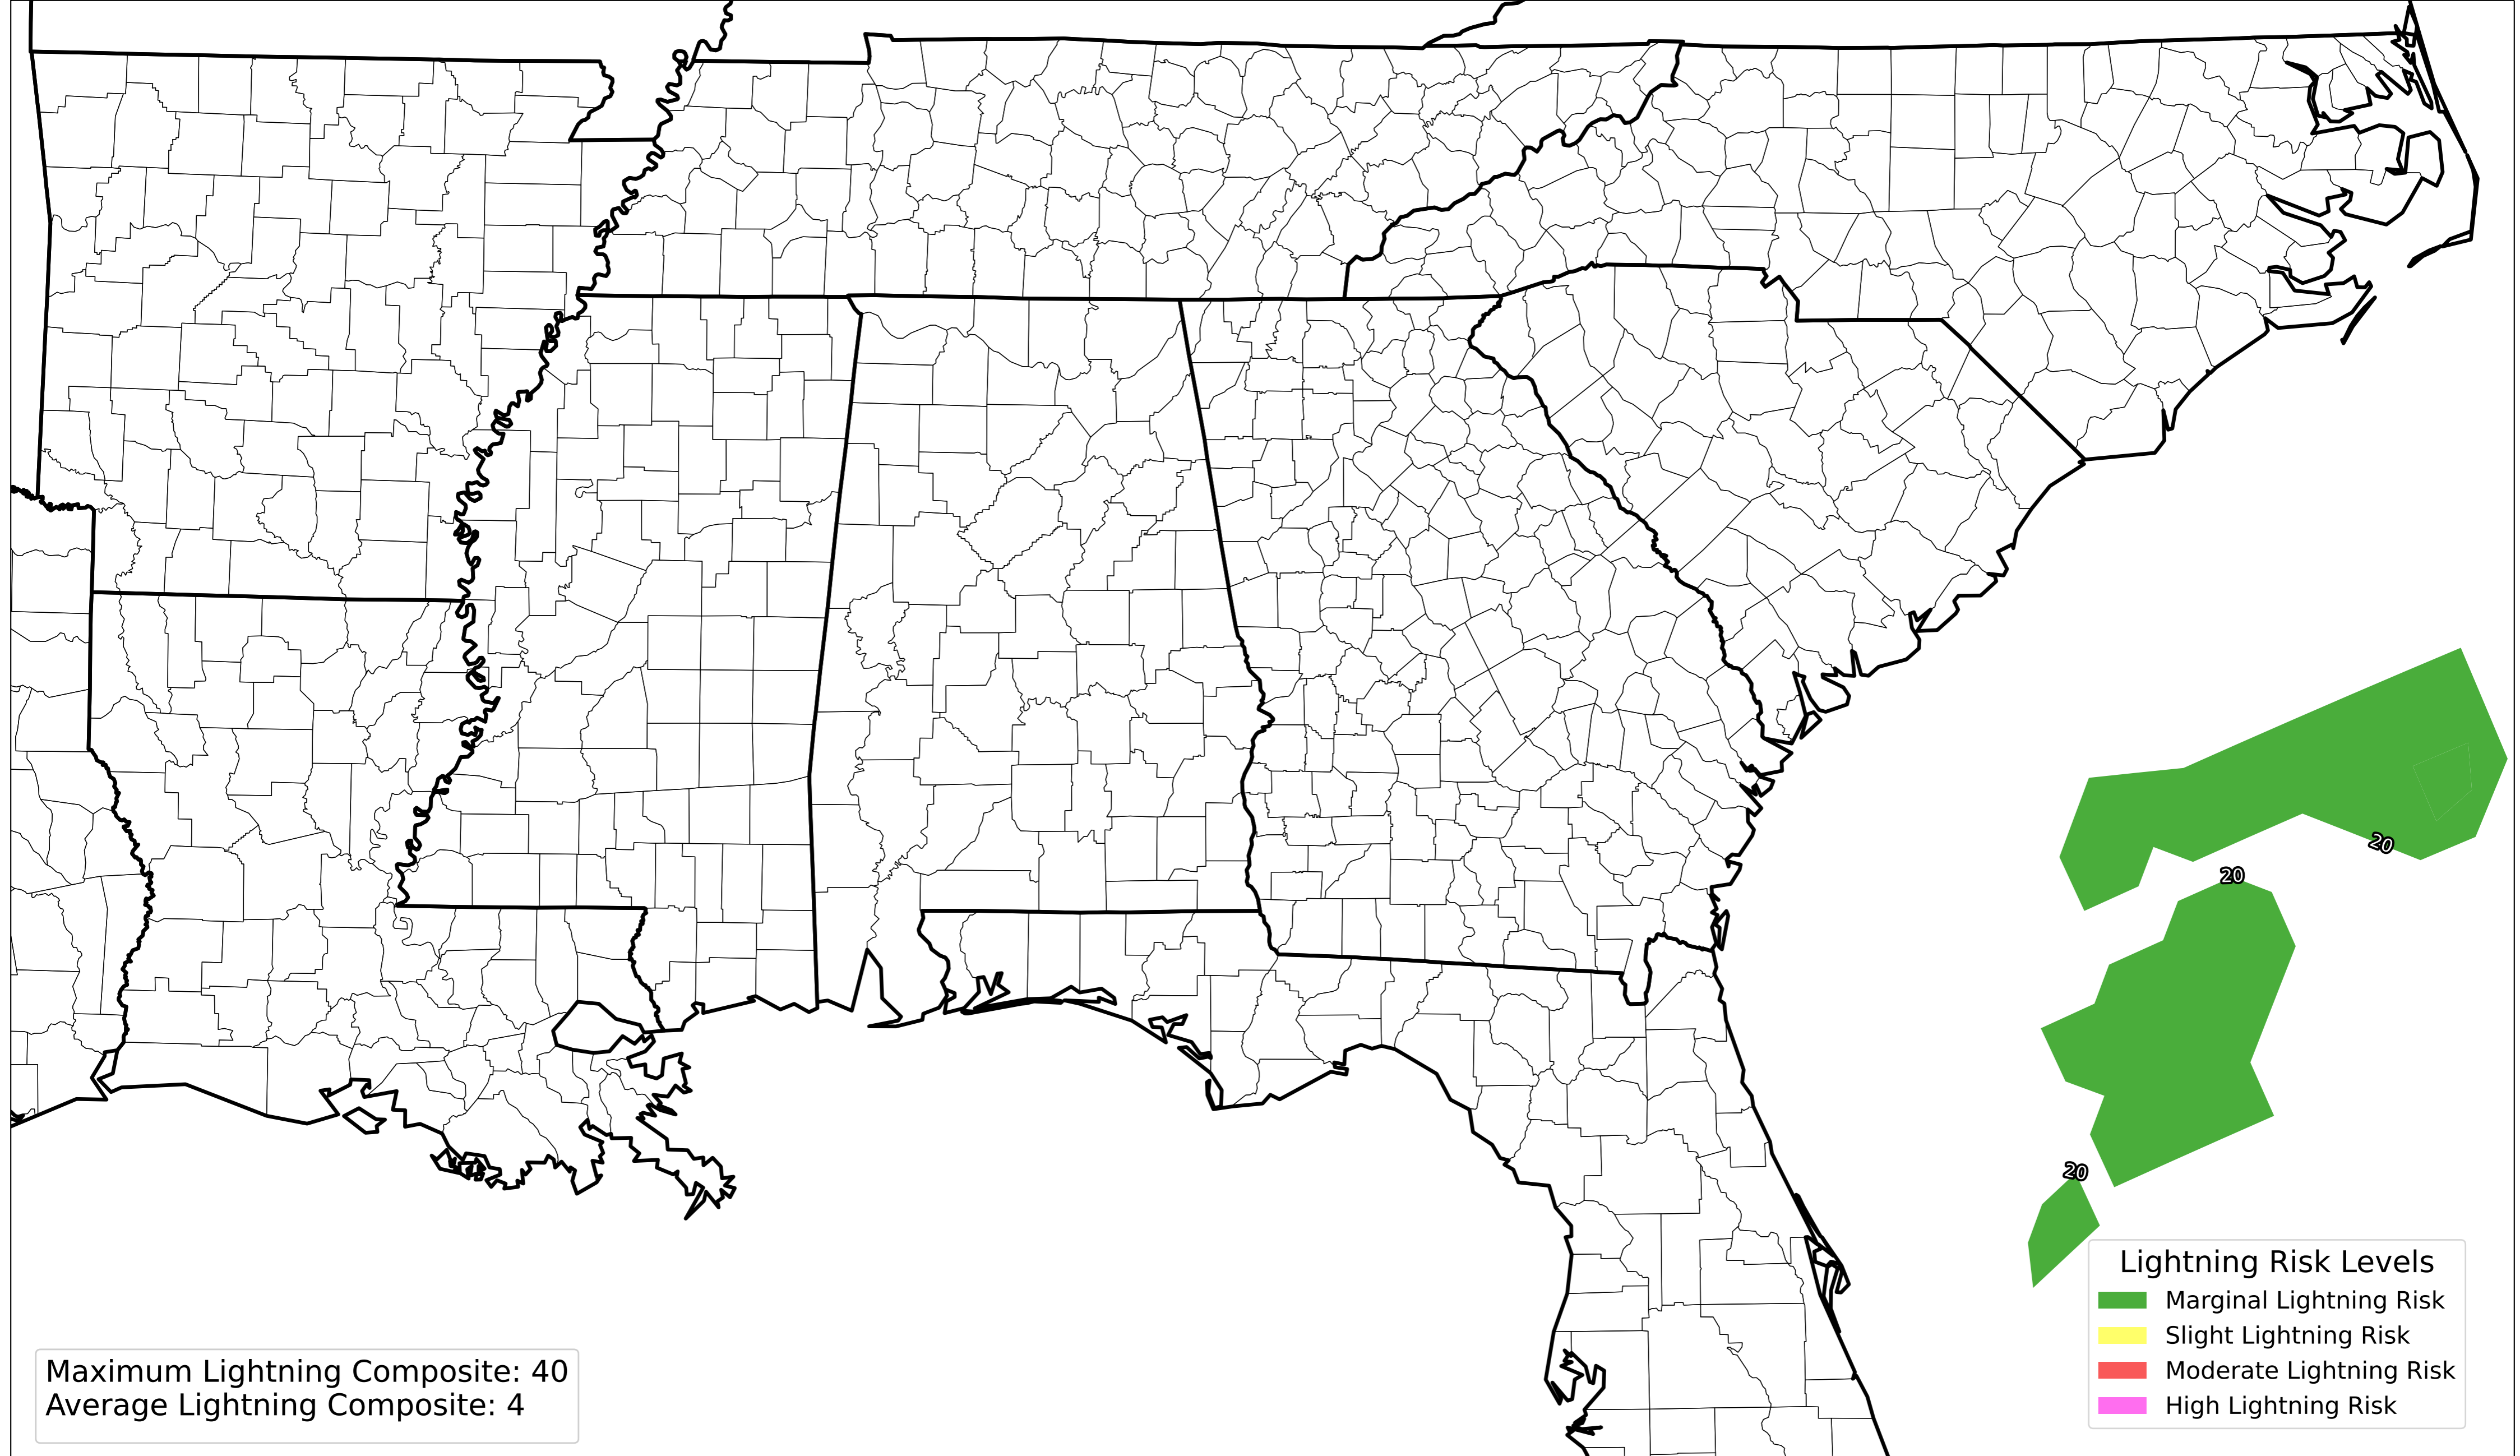 20
20
20
Lightning Risk Levels
Marginal Lightning Risk
Slight Lightning Risk
Moderate Lightning Risk
High Lightning Risk
Maximum Lightning Composite: 40
Average Lightning Composite: 4